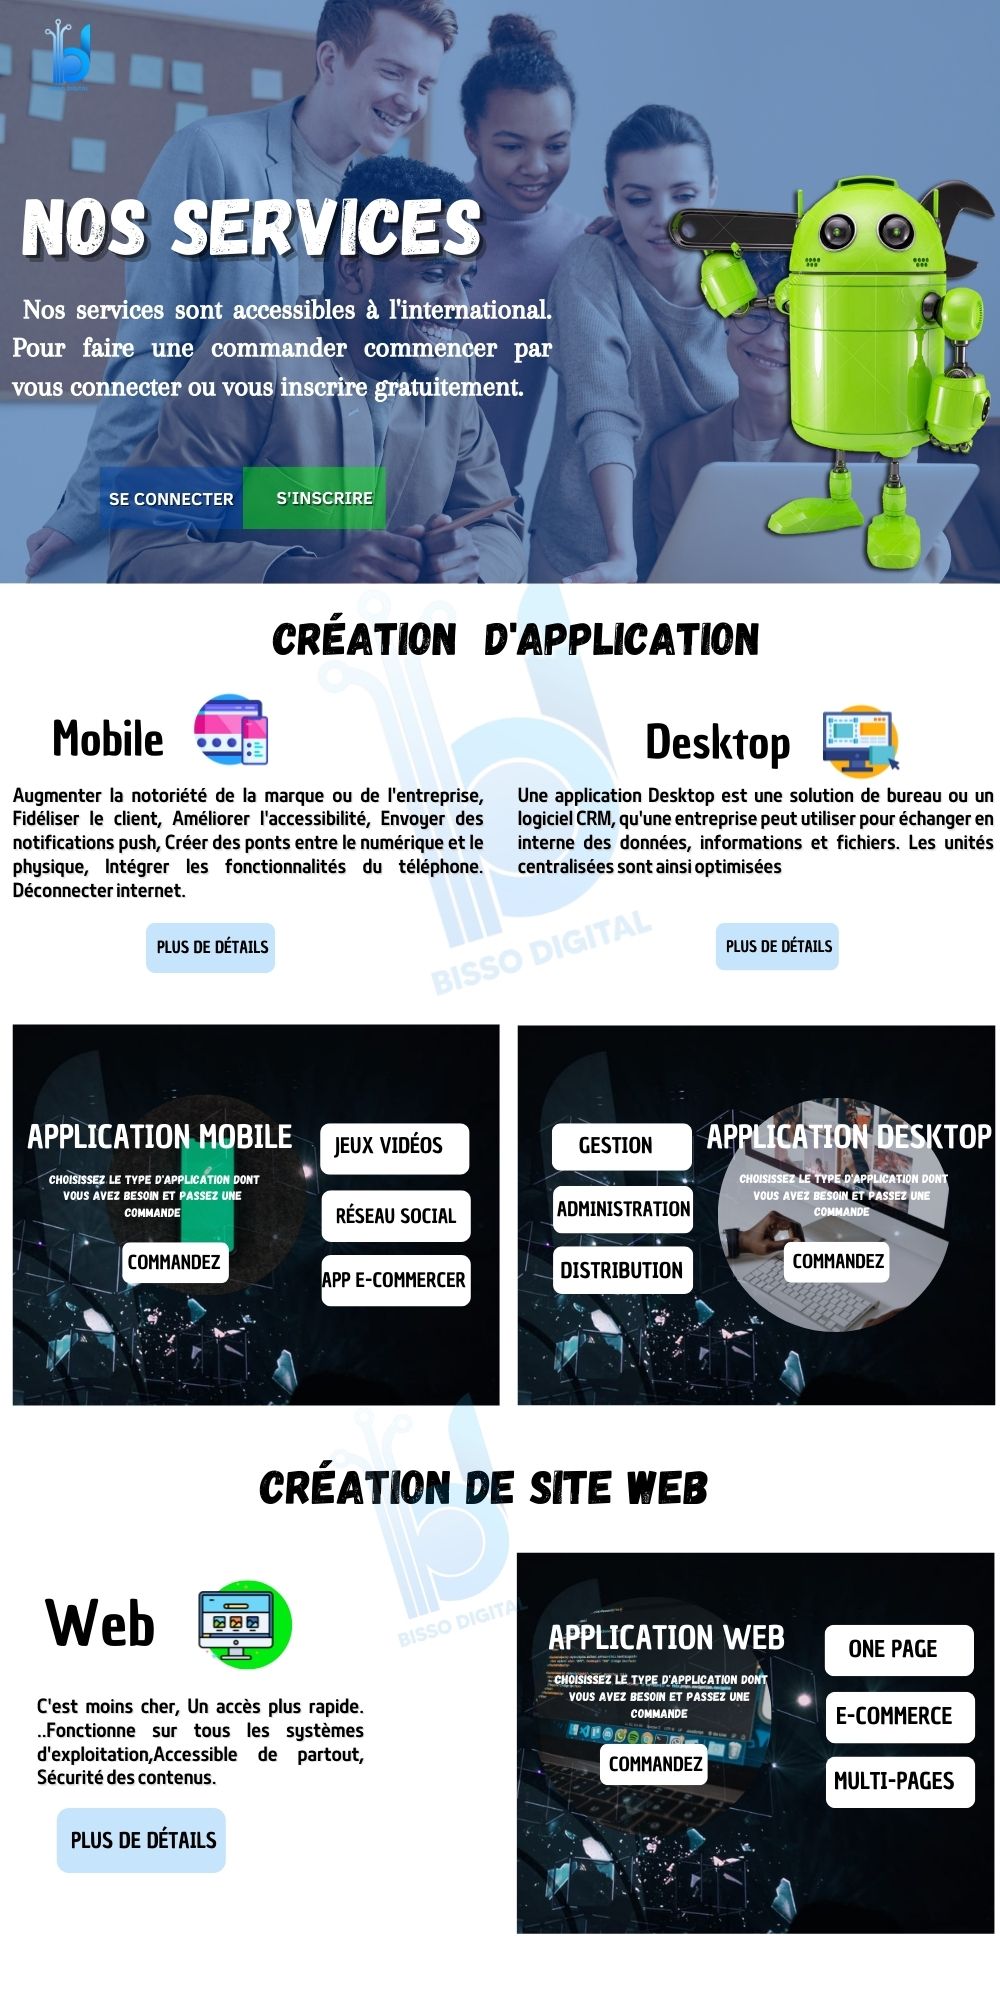 BISSO DIGITAL
NOS SERVICES
Nos services sont accessibles à l'international.
Pour faire une commander commencer par
vous connecter ou vous inscrire gratuitement.
SE CONNECTER
S'INSCRIRE
CRÉATION D'APPLICATION
Mobile
Augmenter la notoriété de la marque ou de l'entreprise,
Fidéliser le client, Améliorer l'accessibilité, Envoyer des
notifications push, Créer des ponts entre le numérique et le
physique, Intégrer les fonctionnalités du téléphone.
Déconnecter internet.
PLUS DE DÉTAILS
Desktop
Une application Desktop est une solution de bureau ou un
logiciel CRM, qu'une entreprise peut utiliser pour échanger en
interne des données, informations et fichiers. Les unités
centralisées sont ainsi optimisées
PLUS DE DÉTAILS
BISSO DIGITAL
APPLICATION MOBILE
CHOISISSEZ LE TYPE D'APPLICATION DONT
VOUS AVEZ BESOIN ET PASSEZ UNE
COMMANDE
COMMANDEZ
JEUX VIDÉOS
RÉSEAU SOCIAL
APP E-COMMERCER
GESTION
ADMINISTRATION
DISTRIBUTION
APPLICATION DESKTOP
CHOISISSEZ LE TYPE D'APPLICATION DONT
VOUS AVEZ BESOIN ET PASSEZ UNE
COMMANDE
COMMANDEZ
CRÉATION DE SITE WEB
Web
C'est moins cher, Un accès plus rapide.
..Fonctionne sur tous les systèmes
d'exploitation,Accessible de partout,
Sécurité des contenus.
PLUS DE DÉTAILS
BISSO DIGITAL
APPLICATION WEB
CHOISISSEZ LE TYPE D'APPLICATION DONT
VOUS AVEZ BESOIN ET PASSEZ UNE
COMMANDE
COMMANDEZ
ONE PAGE
E-COMMERCE
MULTI-PAGES